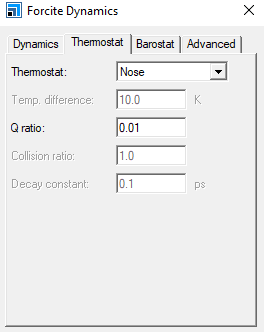 Forcite Dynamics
Dynamics Thermostat Barostat Advanced
Thermostat: Nose
Temp. difference: 10.0 K
Q ratio: 0.01
Collision ratio: 1.0
Decay constant: 0.1 ps